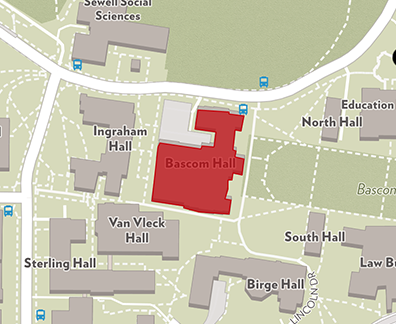 Sewell Social
Sciences
Education
North Hall
Ingraham
Hall
Bascom Hall
Bascom
Van Vleck
Hall
South Hall
Sterling Hall
Law Bu
Birge Hall
LINCOLN DR